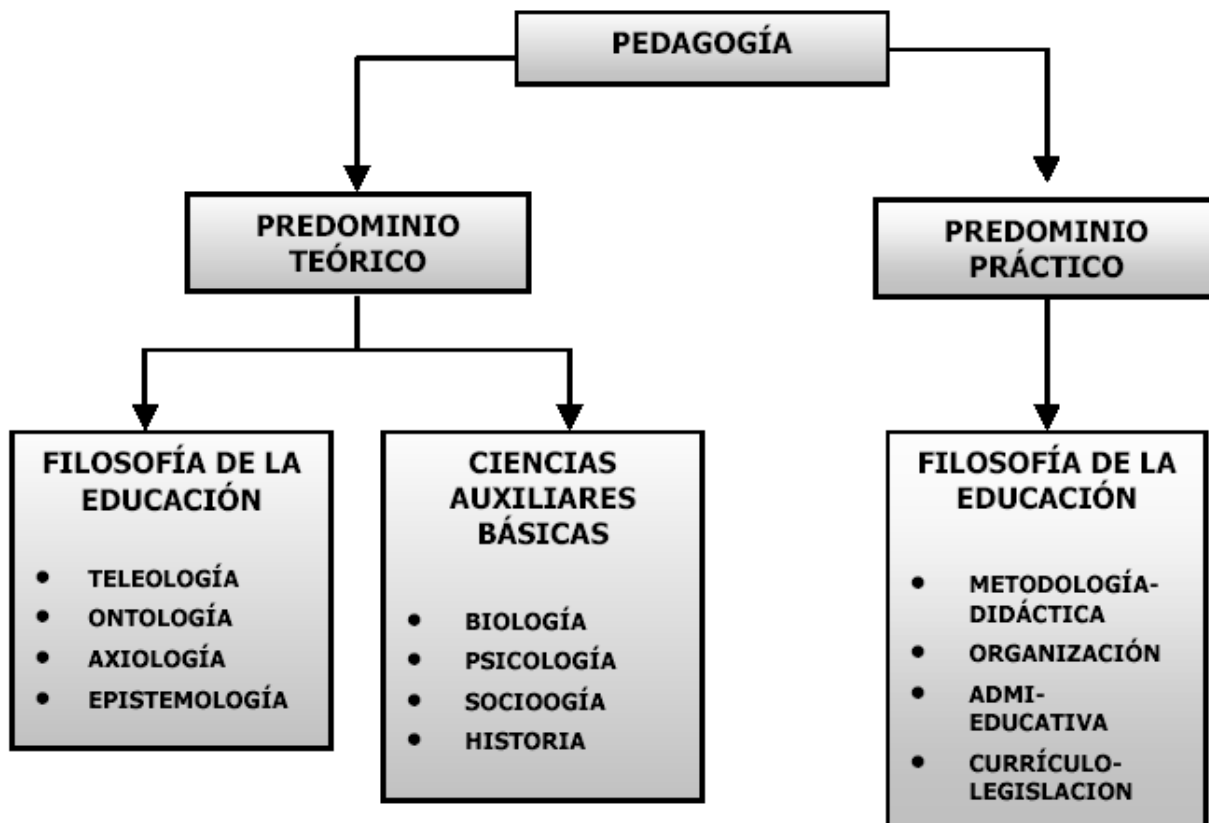 PEDAGOGÍA
PREDOMINIO
TEÓRICO
PREDOMINIO
PRÁCTICO
FILOSOFÍA DE LA
EDUCACIÓN
• TELEOLOGÍA
• ONTOLOGÍA
• AXIOLOGÍA
• EPISTEMOLOGÍA
CIENCIAS
AUXILIARES
BÁSICAS
• BIOLOGÍA
• PSICOLOGÍA
• SOCIOOGÍA
• HISTORIA
FILOSOFÍA DE LA
EDUCACIÓN
• METODOLOGÍA-
DIDÁCTICA
• ORGANIZACIÓN
• ADMI-
EDUCATIVA
• CURRÍCULO-
LEGISLACION